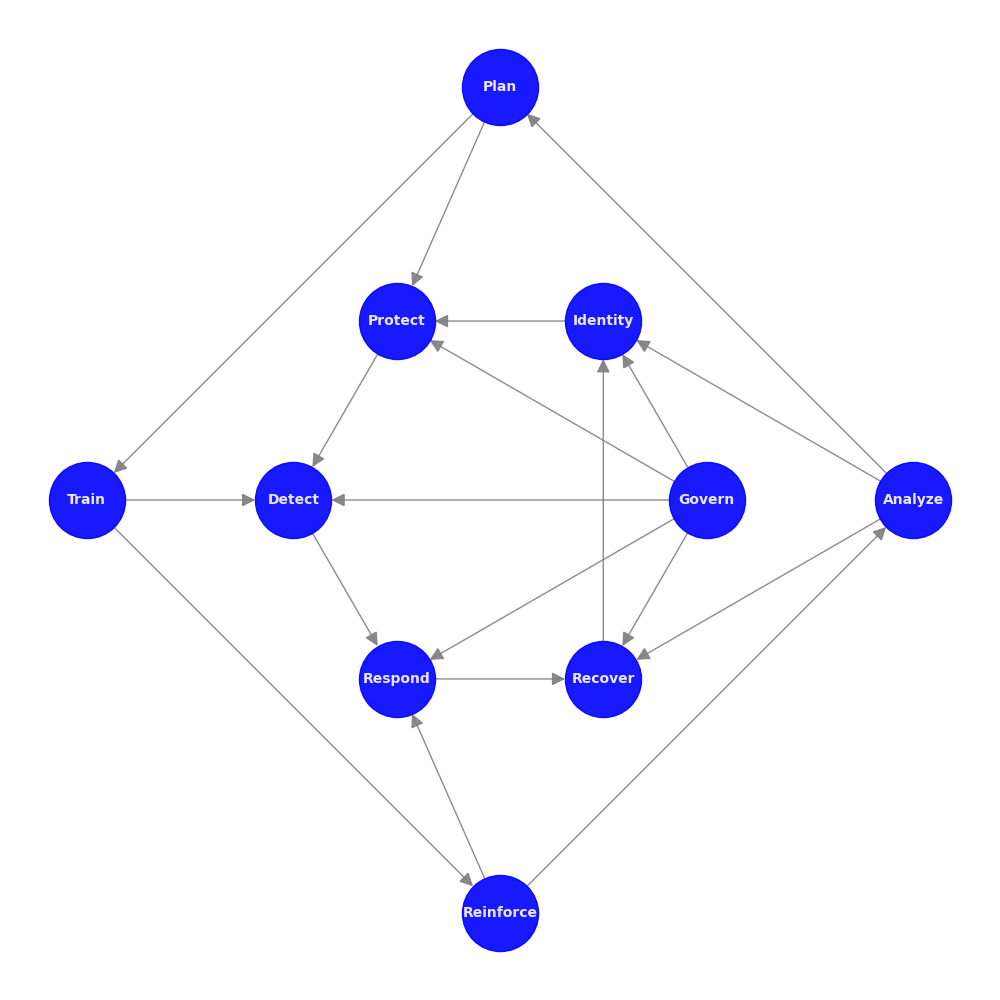 Plan
Protect
Identity
Train
Detect
Govern
Analyze
Respond
Recover
Reinforce